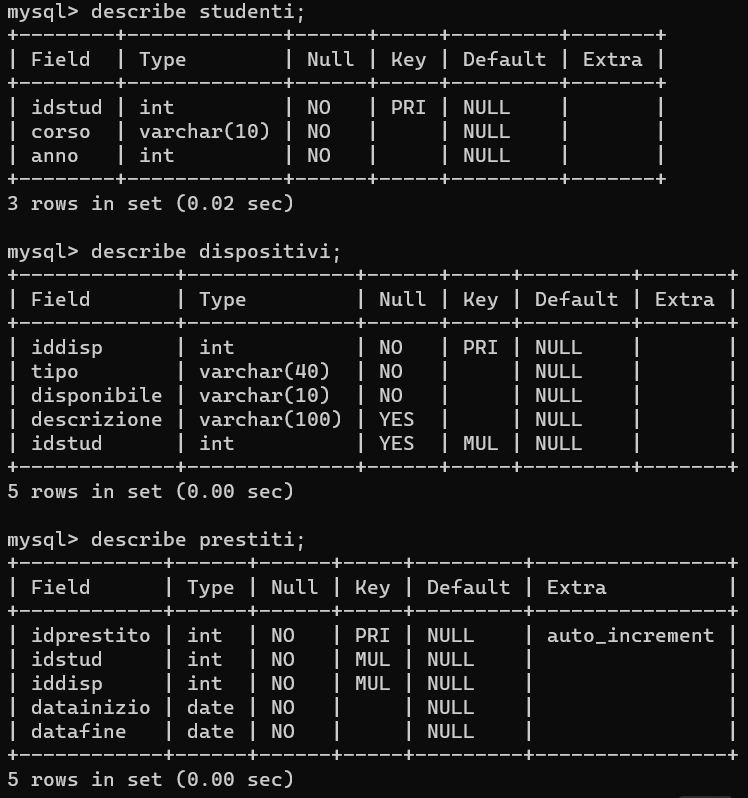 mysql> describe studenti;
+--------+-------------+------+-----+---------+-------+
| Field  | Type        | Null | Key | Default | Extra |
+--------+-------------+------+-----+---------+-------+
| idstud | int         | NO   | PRI | NULL    |       |
| corso  | varchar(10) | NO   |     | NULL    |       |
| anno   | int         | NO   |     | NULL    |       |
+--------+-------------+------+-----+---------+-------+
3 rows in set (0.02 sec)

mysql> describe dispositivi;
+-------------+--------------+------+-----+---------+-------+
| Field       | Type         | Null | Key | Default | Extra |
+-------------+--------------+------+-----+---------+-------+
| iddisp      | int          | NO   | PRI | NULL    |       |
| tipo        | varchar(40)  | NO   |     | NULL    |       |
| disponibile | varchar(10)  | NO   |     | NULL    |       |
| descrizione | varchar(100) | YES  |     | NULL    |       |
| idstud      | int          | YES  | MUL | NULL    |       |
+-------------+--------------+------+-----+---------+-------+
5 rows in set (0.00 sec)

mysql> describe prestiti;
+------------+------+------+-----+---------+----------------+
| Field      | Type | Null | Key | Default | Extra          |
+------------+------+------+-----+---------+----------------+
| idprestito | int  | NO   | PRI | NULL    | auto_increment |
| idstud     | int  | NO   | MUL | NULL    |                |
| iddisp     | int  | NO   | MUL | NULL    |                |
| datainizio | date | NO   |     | NULL    |                |
| datafine   | date | NO   |     | NULL    |                |
+------------+------+------+-----+---------+----------------+
5 rows in set (0.00 sec)